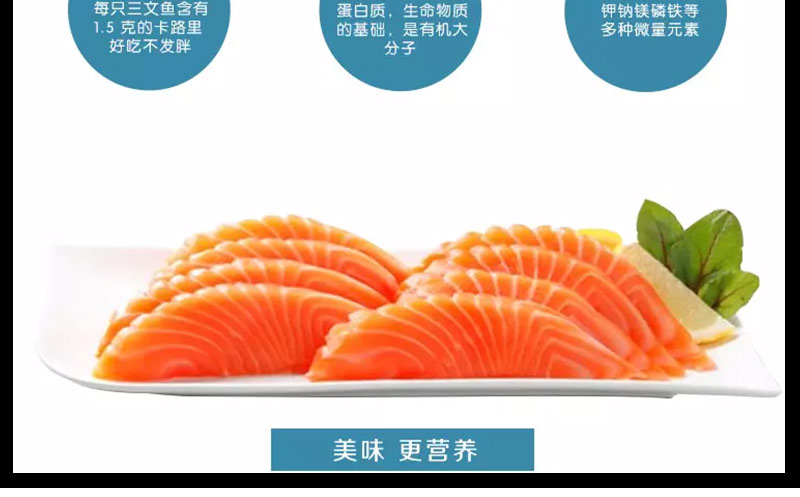 每只三文鱼含有
1.5 克的卡路里
好吃不发胖
蛋白质，生命物质
的基础，是有机大
分子
钾钠镁磷铁等
多种微量元素
美味 更营养